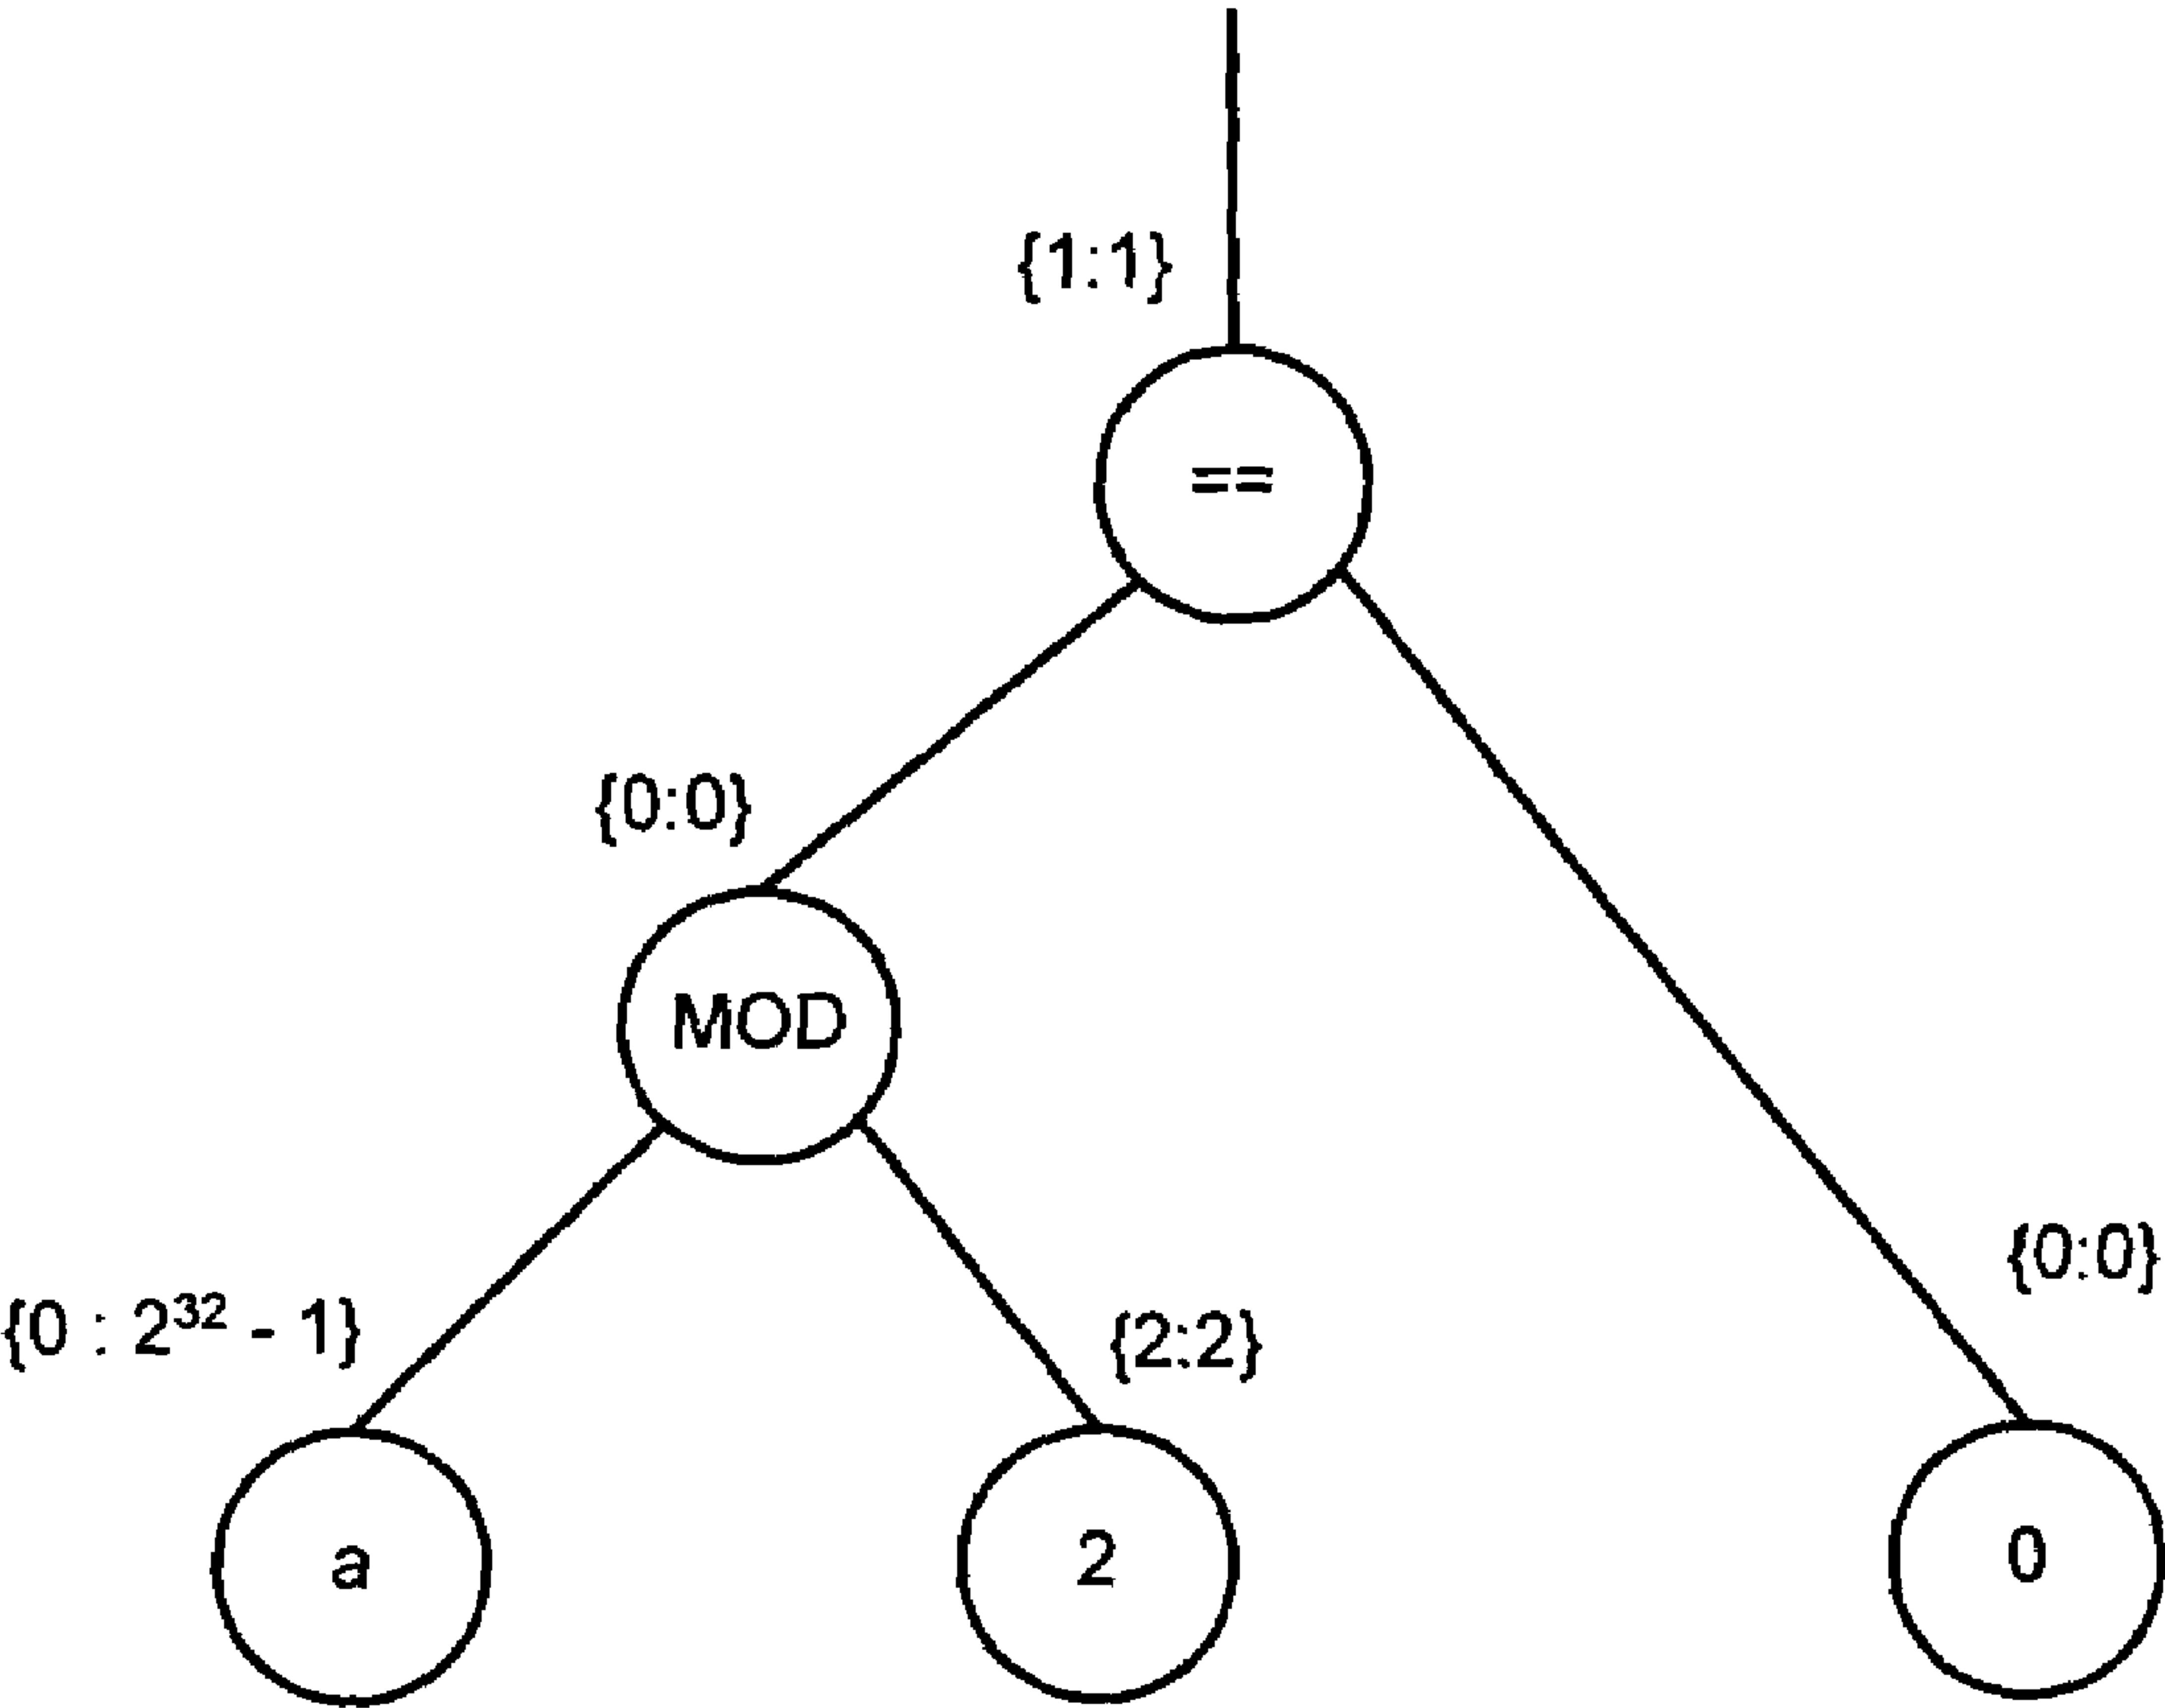 {1:1}
==
{0:0}
MOD
{0:0}
{0 : 2³² - 1}
{2:2}
a
2
0